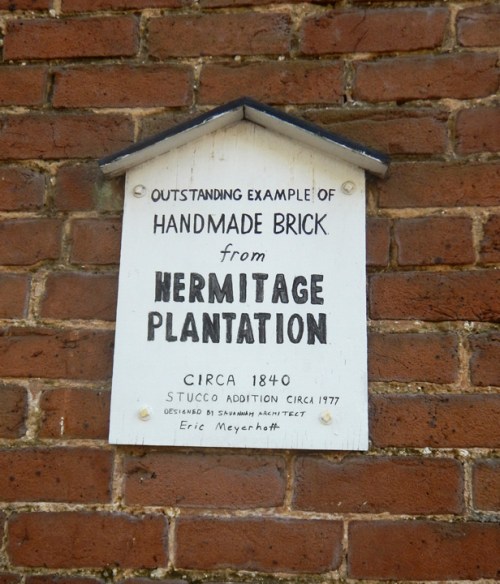 OUTSTANDING EXAMPLE OF
HANDMADE BRICK
from
HERMITAGE
PLANTATION
CIRCA 1840
STUCCO ADDITION CIRCA 1977
DESIGNED BY SAVANNAH ARCHITECT
Eric Meyerhoff